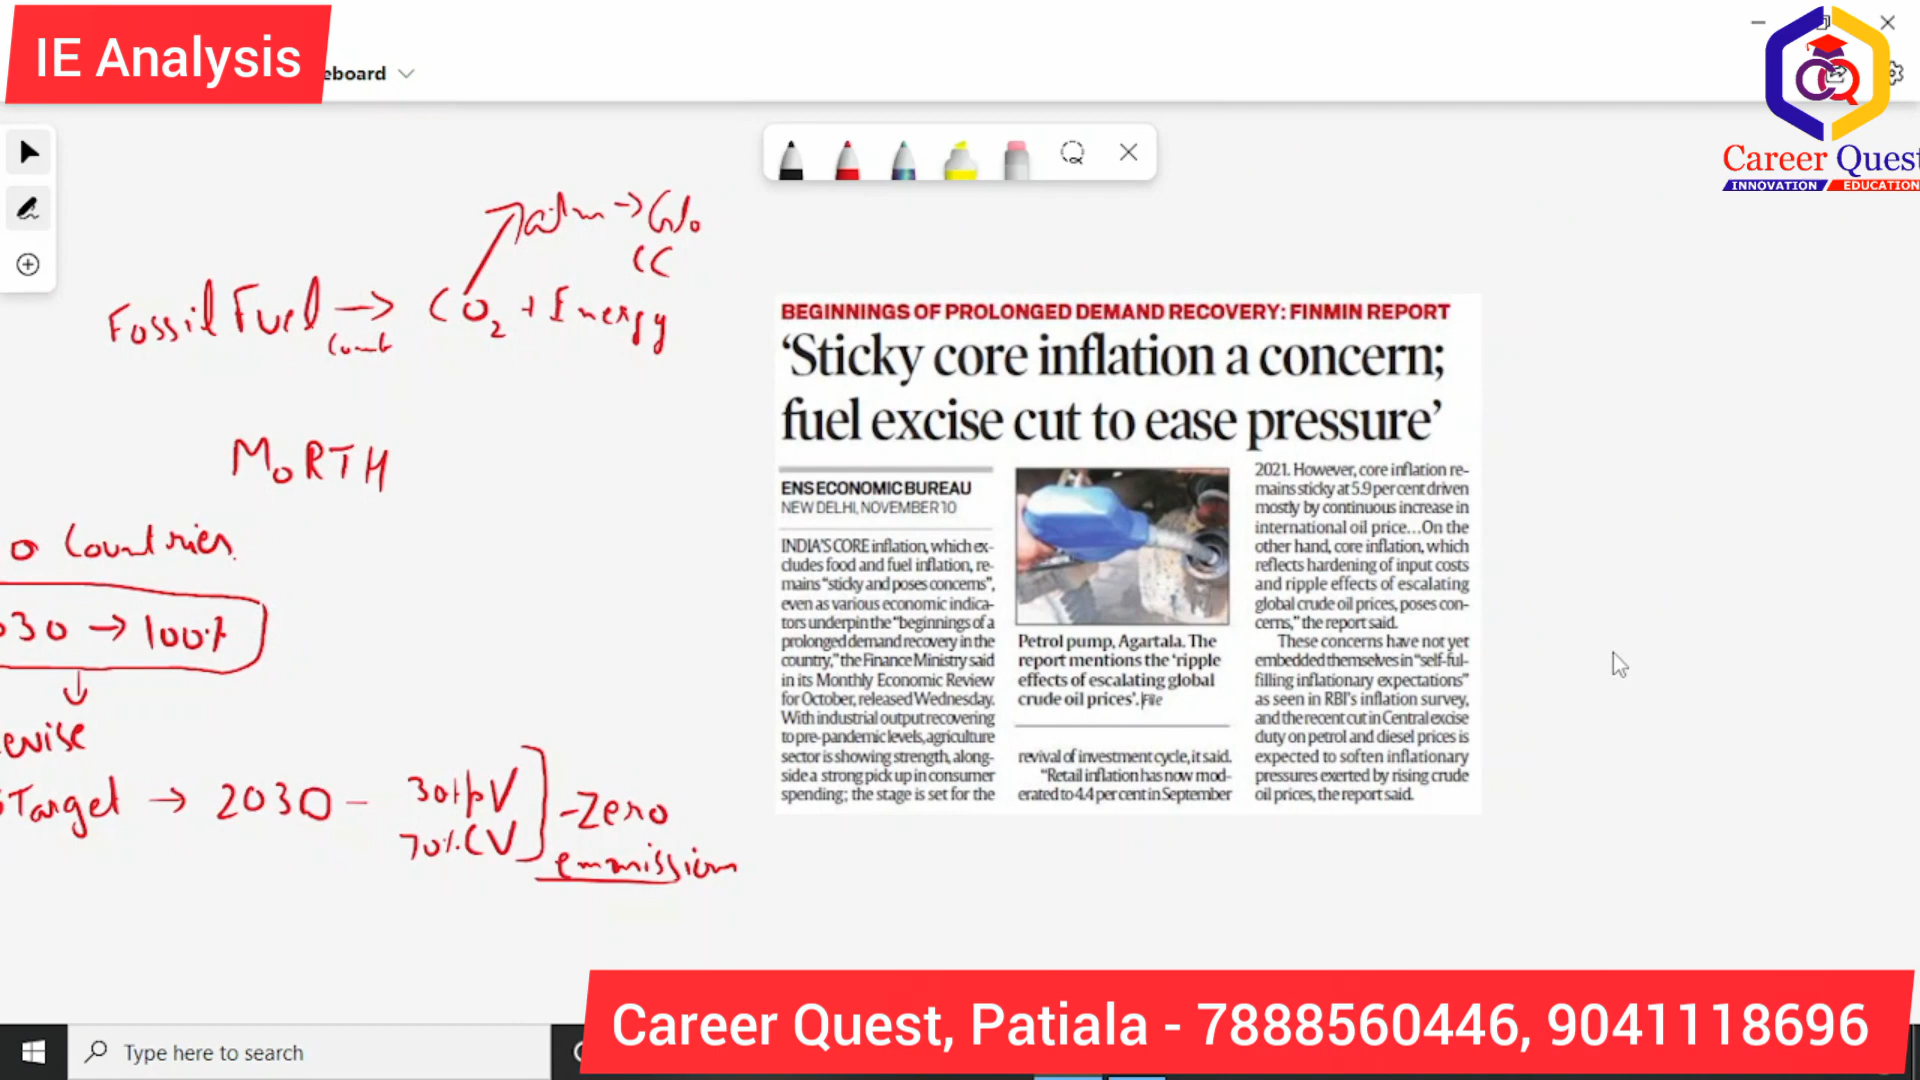 IE Analysis
eboard
Career Quest
INNOVATION EDUCATION
atm → Glo
CC
Fossil Fuel → CO2 + Energy
Comb
MoRTH
o Countries
030 → 100%
↓
Target → 2030 -
70% CV
- Zero
emmission
BEGINNINGS OF PROLONGED DEMAND RECOVERY: FINMIN REPORT
‘Sticky core inflation a concern;
fuel excise cut to ease pressure’
ENS ECONOMIC BUREAU
NEW DELHI, NOVEMBER 10
INDIA'S CORE inflation, which ex-
cludes food and fuel inflation, re-
mains “sticky and poses concerns”,
even as various economic indica-
tors underpin the “beginnings of a
prolonged demand recovery in the
country,” the Finance Ministry said
in its Monthly Economic Review
for October, released Wednesday.
With industrial output recovering
to pre-pandemic levels, agriculture
sector is showing strength, along-
side a strong pick up in consumer
spending; the stage is set for the
Petrol pump, Agartala. The
report mentions the ‘ripple
effects of escalating global
crude oil prices’. File
revival of investment cycle, it said.
“Retail inflation has now mod-
erated to 4.4 per cent in September
2021. However, core inflation re-
mains sticky at 5.9 per cent driven
mostly by continuous increase in
international oil price...On the
other hand, core inflation, which
reflects hardening of input costs
and ripple effects of escalating
global crude oil prices, poses con-
cerns,” the report said.
These concerns have not yet
embedded themselves in “self-ful-
filling inflationary expectations”
as seen in RBI's inflation survey,
and the recent cut in Central excise
duty on petrol and diesel prices is
expected to soften inflationary
pressures exerted by rising crude
oil prices, the report said.
Career Quest, Patiala - 7888560446, 9041118696
Type here to search